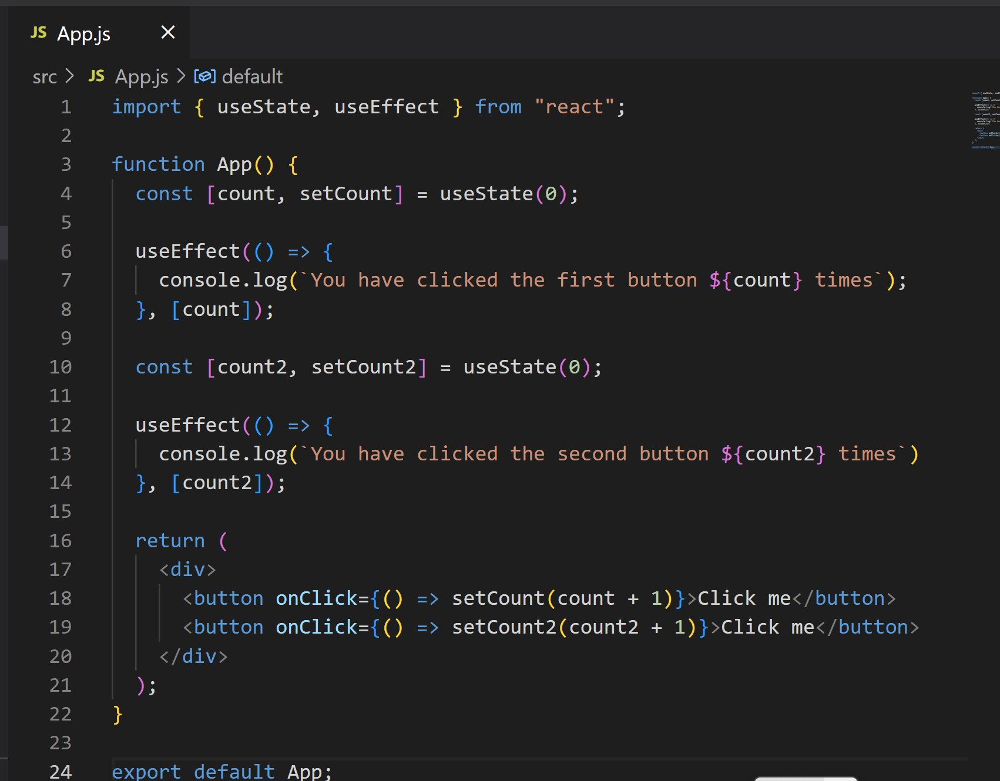 JS App.js ×
src > JS App.js > default
1 import { useState, useEffect } from "react";
2
3 function App() {
4   const [count, setCount] = useState(0);
5
6   useEffect(() => {
7     console.log(`You have clicked the first button ${count} times`);
8   }, [count]);
9
10   const [count2, setCount2] = useState(0);
11
12   useEffect(() => {
13     console.log(`You have clicked the second button ${count2} times`)
14   }, [count2]);
15
16   return (
17     <div>
18       <button onClick={() => setCount(count + 1)}>Click me</button>
19       <button onClick={() => setCount2(count2 + 1)}>Click me</button>
20     </div>
21   );
22 }
23
24 export default App;